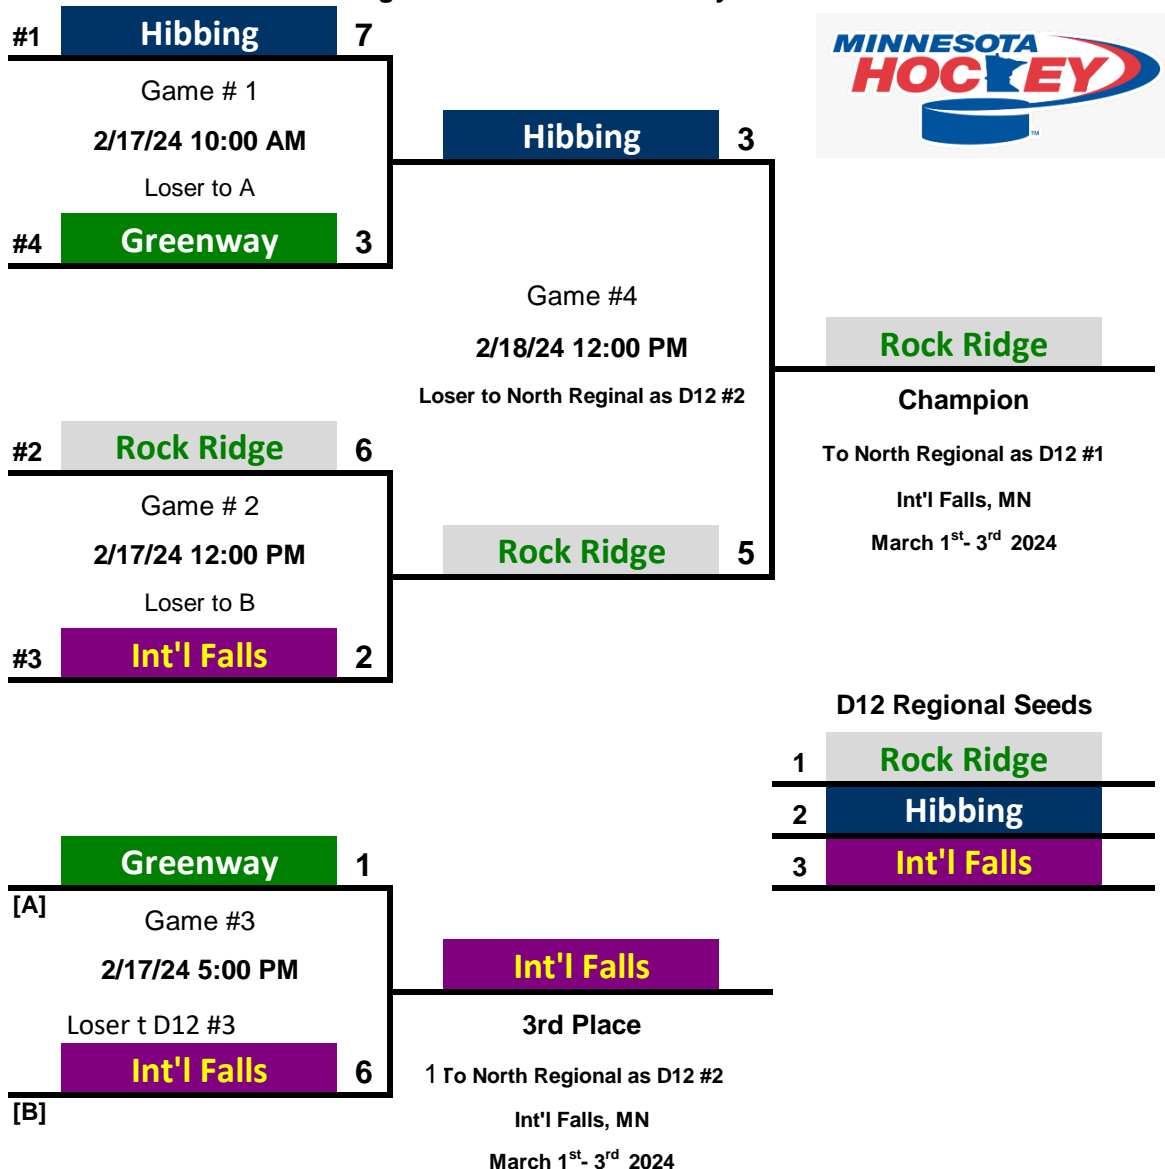 #1 Hibbing 7
Game # 1
2/17/24 10:00 AM
Loser to A
#4 Greenway 3
MINNESOTA
HOCKEY
TM
Hibbing 3
Game #4
2/18/24 12:00 PM
Loser to North Reginal as D12 #2
Rock Ridge
Champion
To North Regional as D12 #1
Int'l Falls, MN
March 1st- 3rd 2024
#2 Rock Ridge 6
Game # 2
2/17/24 12:00 PM
Loser to B
#3 Int'l Falls 2
Rock Ridge 5
D12 Regional Seeds
1 Rock Ridge
2 Hibbing
3 Int'l Falls
Greenway 1
[A]
Game #3
2/17/24 5:00 PM
Loser t D12 #3
Int'l Falls 6
[B]
Int'l Falls
3rd Place
1 To North Regional as D12 #2
Int'l Falls, MN
March 1st- 3rd 2024